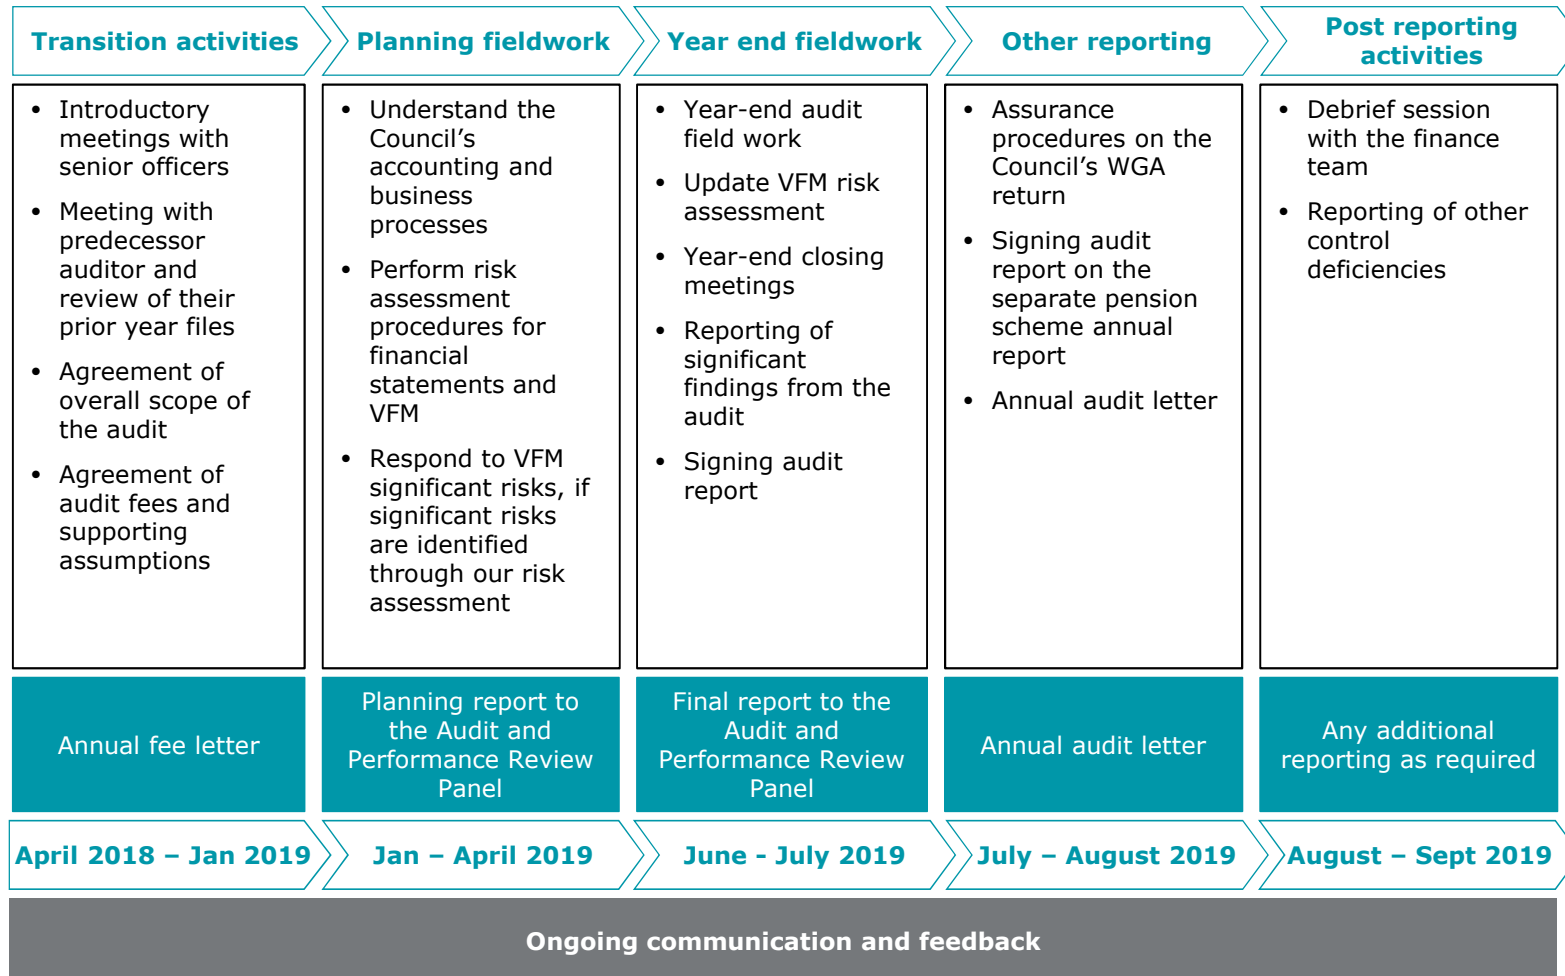 Transition activities
Planning fieldwork
Year end fieldwork
Other reporting
Post reporting
activities
• Introductory
meetings with
senior officers
• Meeting with
predecessor
auditor and
review of their
prior year files
• Agreement of
overall scope of
the audit
• Agreement of
audit fees and
supporting
assumptions
• Understand the
Council’s
accounting and
business
processes
• Perform risk
assessment
procedures for
financial
statements and
VFM
• Respond to VFM
significant risks, if
significant risks
are identified
through our risk
assessment
• Year-end audit
field work
• Update VFM risk
assessment
• Year-end closing
meetings
• Reporting of
significant
findings from the
audit
• Signing audit
report
• Assurance
procedures on the
Council’s WGA
return
• Signing audit
report on the
separate pension
scheme annual
report
• Annual audit letter
• Debrief session
with the finance
team
• Reporting of other
control
deficiencies
Annual fee letter
Planning report to
the Audit and
Performance Review
Panel
Final report to the
Audit and
Performance Review
Panel
Annual audit letter
Any additional
reporting as required
April 2018 – Jan 2019
Jan – April 2019
June - July 2019
July – August 2019
August – Sept 2019
Ongoing communication and feedback